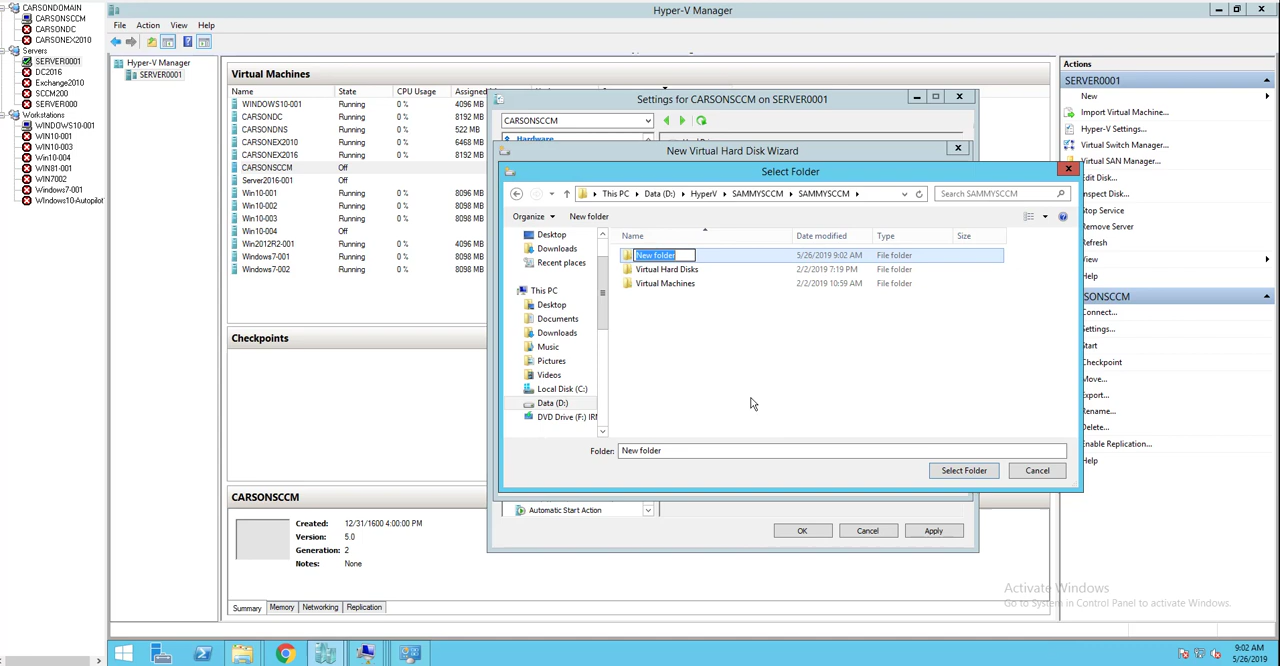 CARSONDOMAIN
CARSONSCCM
CARSONDC
CARSONEX2010
Servers
SERVER0001
DC2016
Exchange2010
SCCM200
SERVER000
Workstations
WINDOWS10-001
WIN10-001
WIN10-003
Win10-004
WIN81-001
WIN7002
Windows7-001
WIndows10-Autopilot
Hyper-V Manager
File Action View Help
Hyper-V Manager
SERVER0001
Virtual Machines
Name State CPU Usage Assigned
WINDOWS10-001 Running 0 % 4096 MB
CARSONDC Running 0 % 8192 MB
CARSONDNS Running 0 % 522 MB
CARSONEX2010 Running 0 % 6468 MB
CARSONEX2016 Running 0 % 8192 MB
CARSONSCCM Off
Server2016-001 Off
Win10-001 Running 0 % 8096 MB
Win10-002 Running 0 % 8098 MB
Win10-003 Running 0 % 8098 MB
Win10-004 Off
Win2012R2-001 Running 0 % 4096 MB
Windows7-001 Running 0 % 8098 MB
Windows7-002 Running 0 % 8098 MB
Checkpoints
CARSONSCCM
Created: 12/31/1600 4:00:00 PM
Version: 5.0
Generation: 2
Notes: None
Summary Memory Networking Replication
Settings for CARSONSCCM on SERVER0001
CARSONSCCM
Hardware
New Virtual Hard Disk Wizard
Select Folder
This PC Data (D:) HyperV SAMMYSCCM SAMMYSCCM
Search SAMMYSCCM
Organize New folder
Desktop
Downloads
Recent places
This PC
Desktop
Documents
Downloads
Music
Pictures
Videos
Local Disk (C:)
Data (D:)
DVD Drive (F:) IRI
Name Date modified Type Size
New folder 5/26/2019 9:02 AM File folder
Virtual Hard Disks 2/2/2019 7:19 PM File folder
Virtual Machines 2/2/2019 10:59 AM File folder
Folder: New folder
Select Folder Cancel
Automatic Start Action
OK Cancel Apply
Actions
SERVER0001
New
Import Virtual Machine...
Hyper-V Settings...
Virtual Switch Manager...
Virtual SAN Manager...
Edit Disk...
nspect Disk...
Stop Service
Remove Server
Refresh
View
Help
SONSCCM
Connect...
Settings...
Start
Checkpoint
Move...
Export...
Rename...
Delete...
Enable Replication...
Help
Activate Windows
Go to System in Control Panel to activate Windows.
9:02 AM
5/26/2019